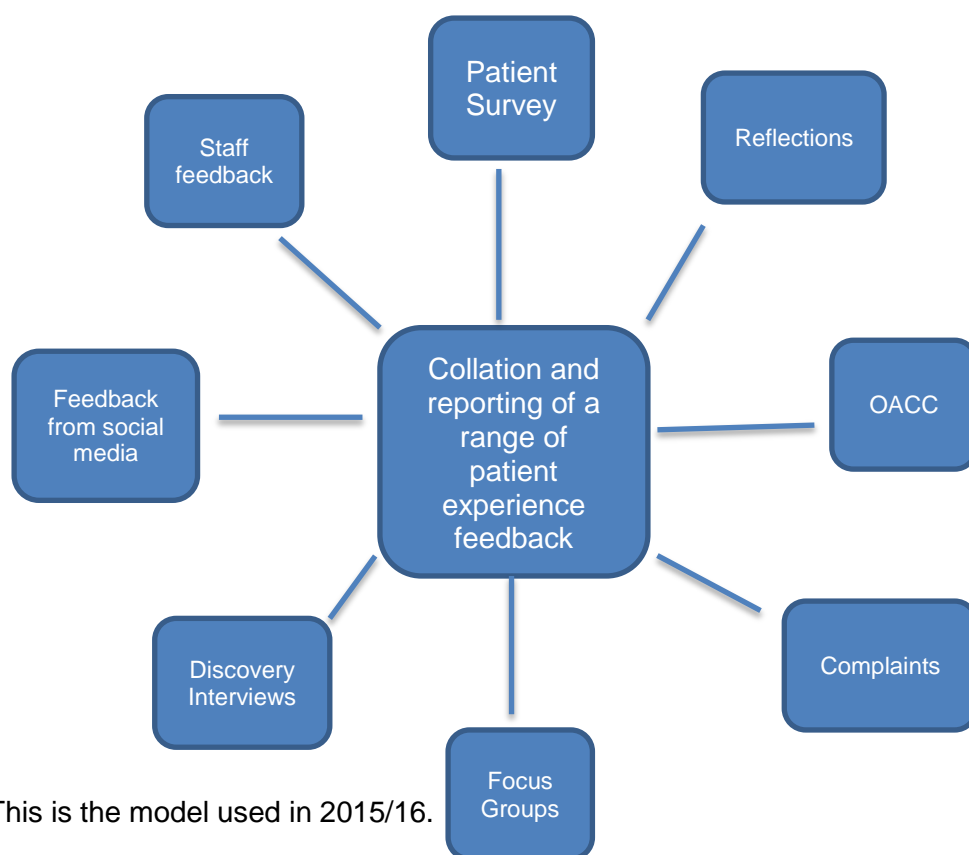 Patient
Survey
Reflections
Staff
feedback
Collation and
reporting of a
range of
patient
experience
feedback
OACC
Feedback
from social
media
Discovery
Interviews
Complaints
Focus
Groups
This is the model used in 2015/16.